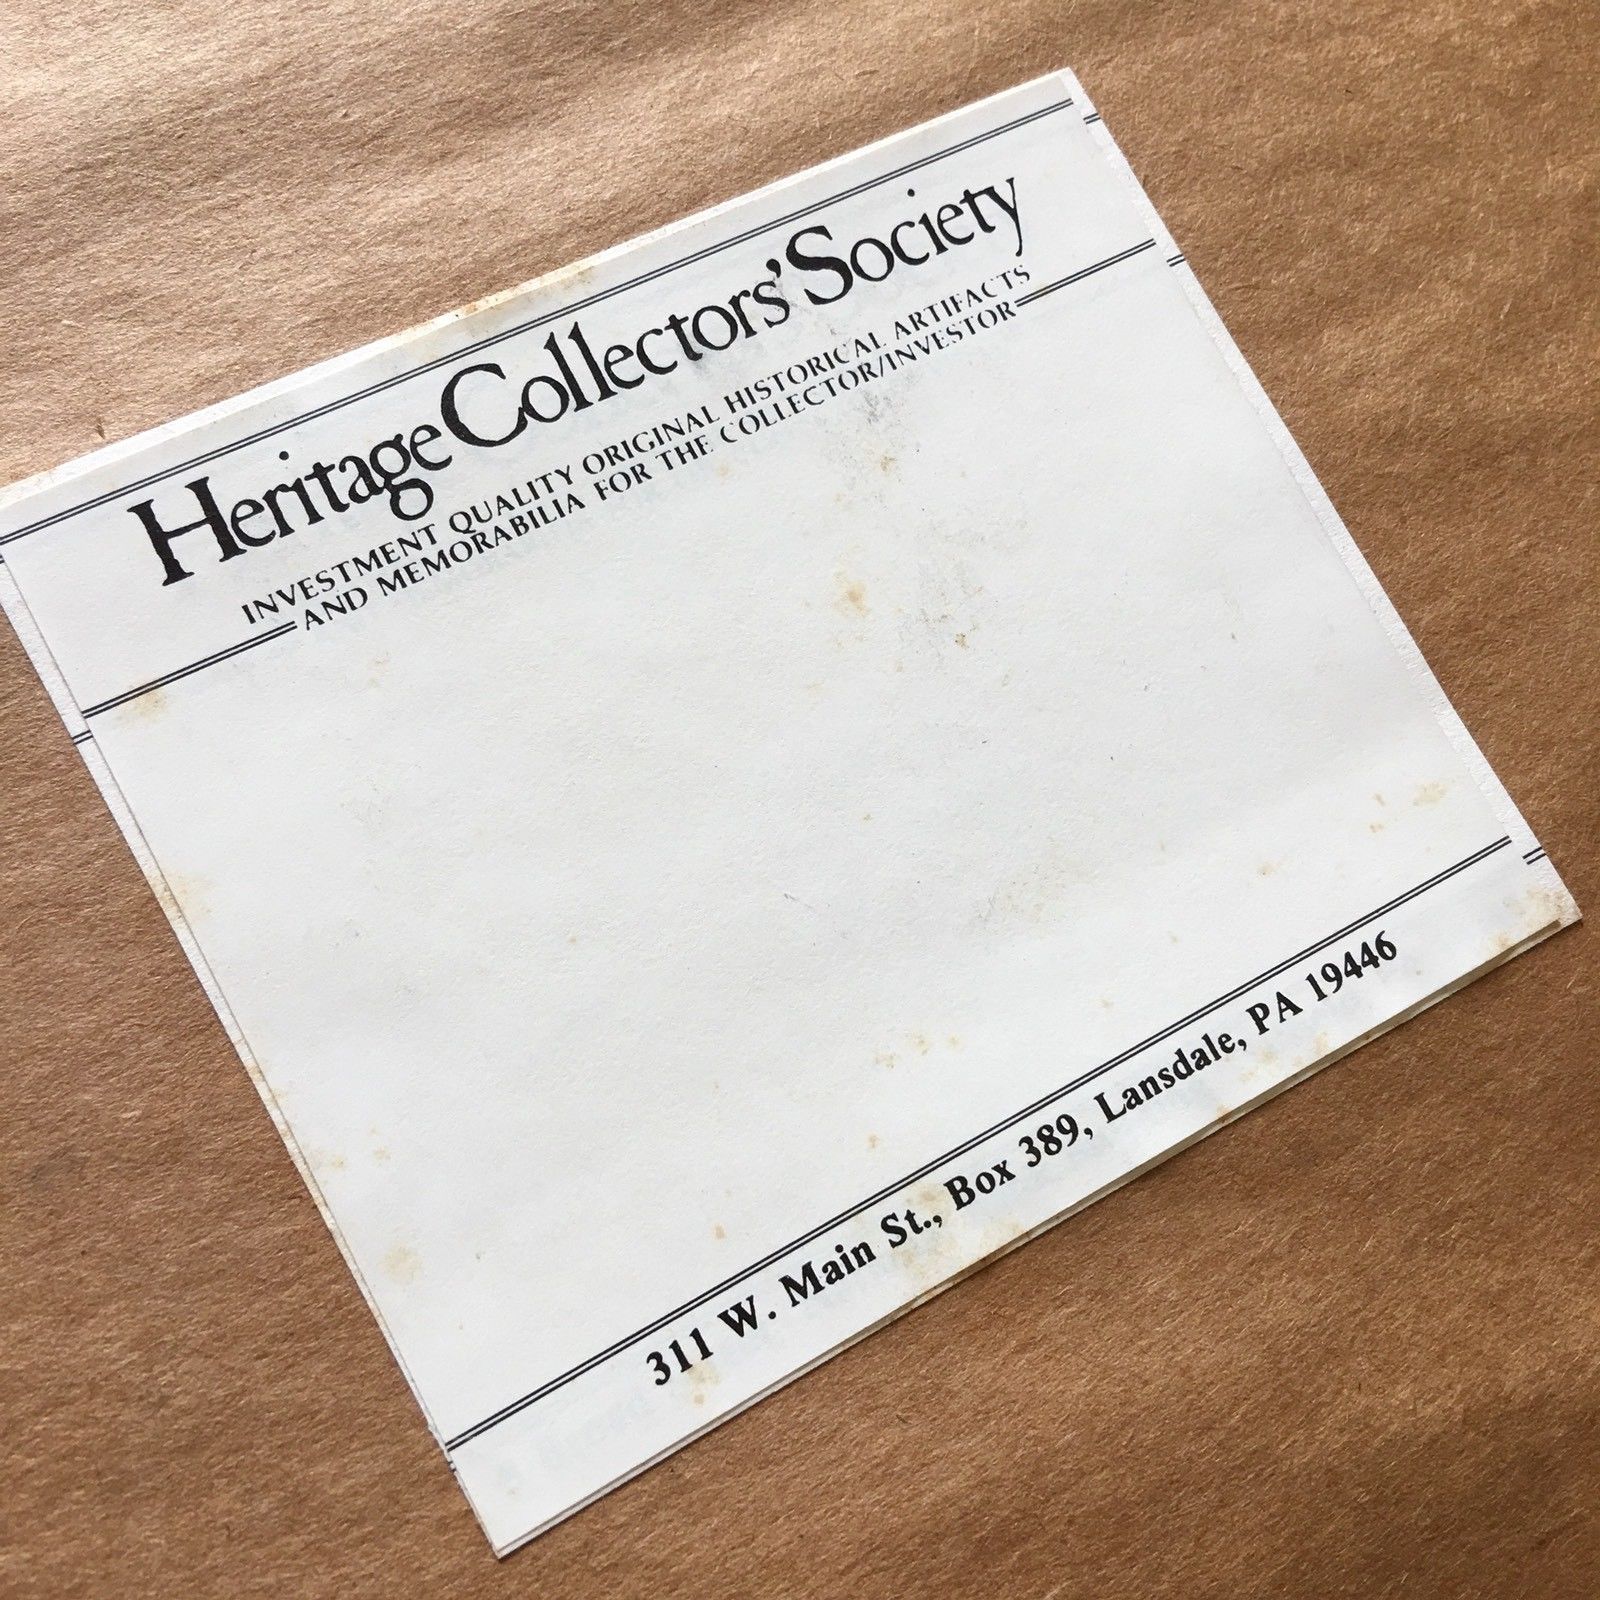 Heritage Collectors' Society
INVESTMENT QUALITY ORIGINAL HISTORICAL ARTIFACTS
AND MEMORABILIA FOR THE COLLECTOR/INVESTOR
311 W. Main St., Box 389, Lansdale, PA 19446